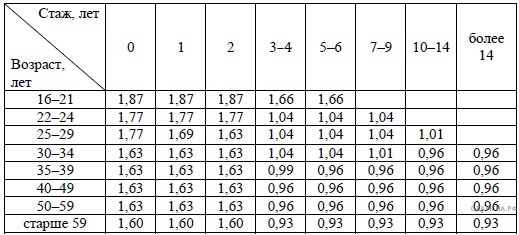 Стаж, лет
Возраст, лет
0 1 2 3–4 5–6 7–9 10–14 более 14
16–21 1,87 1,87 1,87 1,66 1,66
22–24 1,77 1,77 1,77 1,04 1,04 1,04
25–29 1,77 1,69 1,63 1,04 1,04 1,04 1,01
30–34 1,63 1,63 1,63 1,04 1,04 1,01 0,96 0,96
35–39 1,63 1,63 1,63 0,99 0,96 0,96 0,96 0,96
40–49 1,63 1,63 1,63 0,96 0,96 0,96 0,96 0,96
50–59 1,63 1,63 1,63 0,96 0,96 0,96 0,96 0,96
старше 59 1,60 1,60 1,60 0,93 0,93 0,93 0,93 0,93